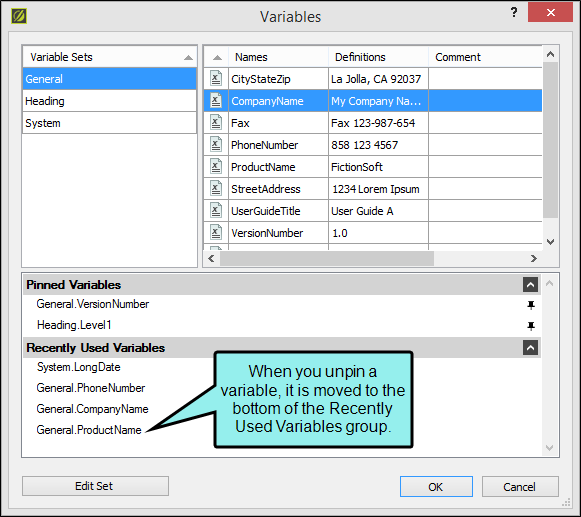 Variables
?
Variable Sets
General
Heading
System
Names Definitions Comment
CityStateZip La Jolla, CA 92037
CompanyName My Company Na...
Fax Fax 123-987-654
PhoneNumber 858 123 4567
ProductName FictionSoft
StreetAddress 1234 Lorem Ipsum
UserGuideTitle User Guide A
VersionNumber 1.0
Pinned Variables
General.VersionNumber
Heading.Level1
Recently Used Variables
System.LongDate
General.PhoneNumber
General.CompanyName
General.ProductName
When you unpin a
variable, it is moved to the
bottom of the Recently
Used Variables group.
Edit Set
OK
Cancel